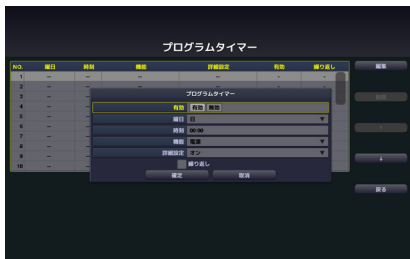 プログラムタイマー
NO. 曜日 時刻 機能 詳細設定 有効 繰り返し 編集
1 – – – – - -
2 – – – – - -
3 削除
4
5
6 ↑
7
8
9 ↓
10
プログラムタイマー
有効 有効 無効
曜日 日 ▼
時刻 00:00
機能 電源 ▼
詳細設定 オン ▼
繰り返し
確定 取消
戻る